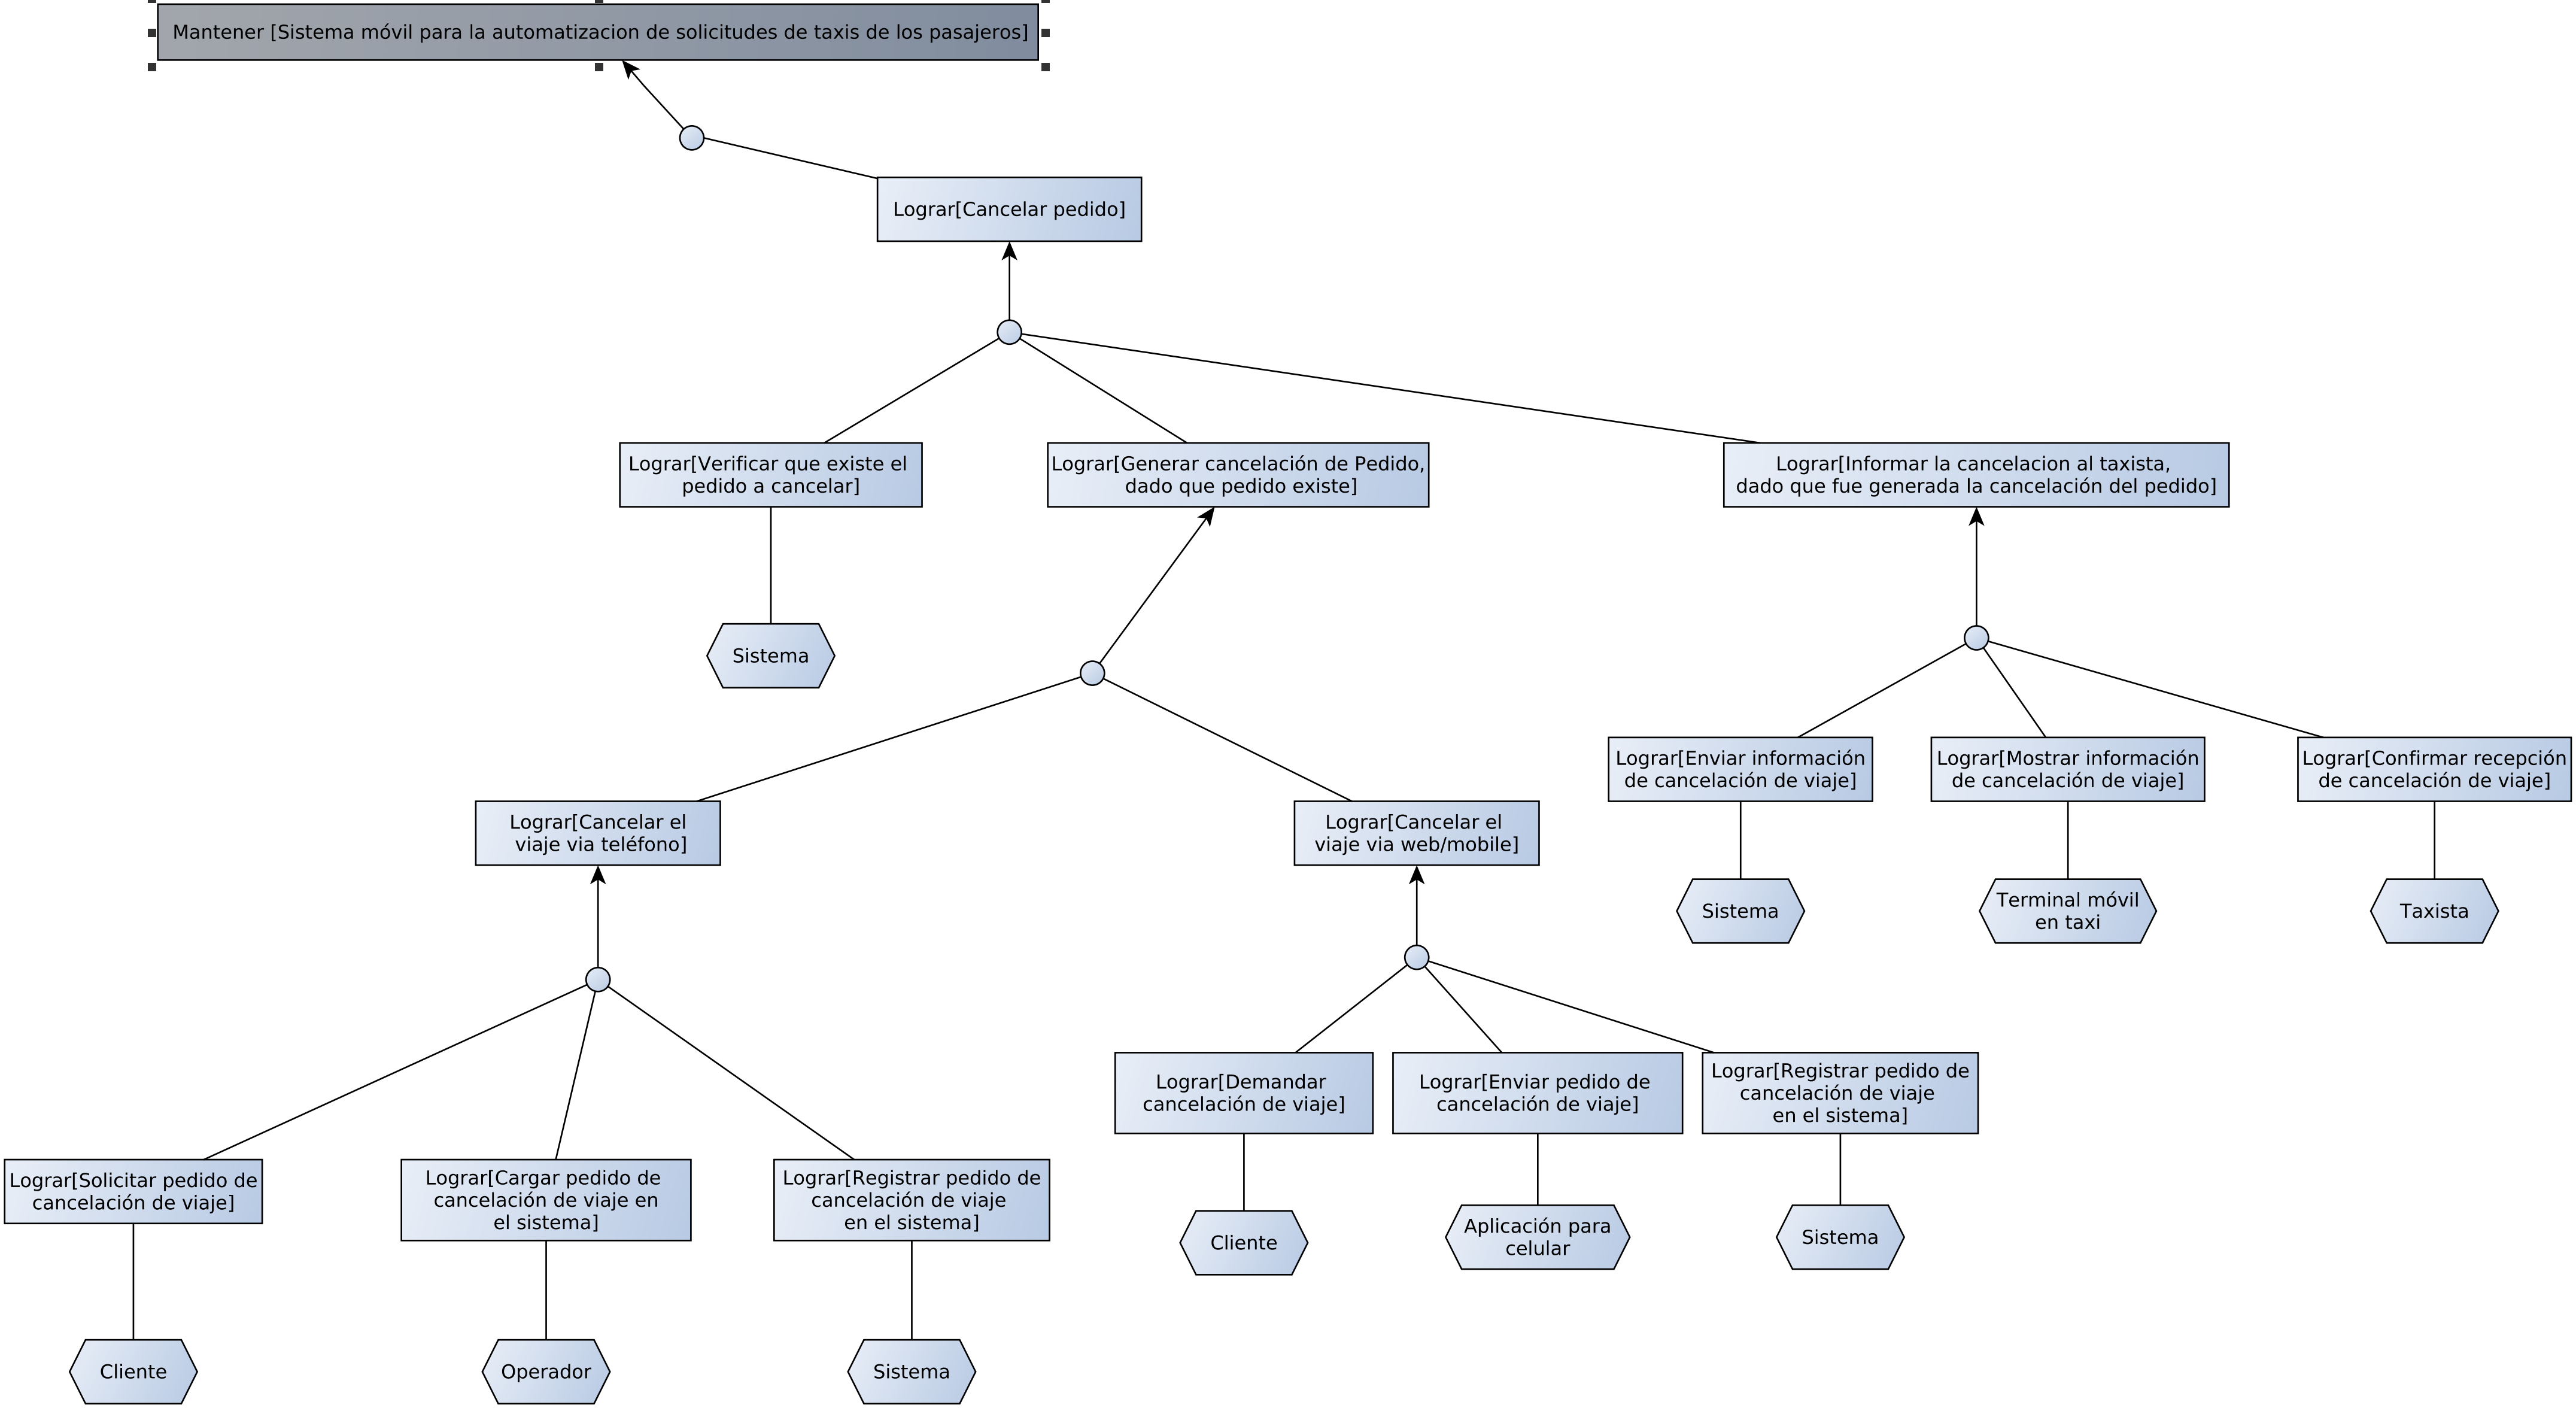 Mantener [Sistema móvil para la automatizacion de solicitudes de taxis de los pasajeros]
Lograr[Cancelar pedido]
Lograr[Verificar que existe el
pedido a cancelar]
Lograr[Generar cancelación de Pedido,
dado que pedido existe]
Lograr[Informar la cancelacion al taxista,
dado que fue generada la cancelación del pedido]
Sistema
Lograr[Enviar información
de cancelación de viaje]
Lograr[Mostrar información
de cancelación de viaje]
Lograr[Confirmar recepción
de cancelación de viaje]
Lograr[Cancelar el
viaje via teléfono]
Lograr[Cancelar el
viaje via web/mobile]
Sistema
Terminal móvil
en taxi
Taxista
Lograr[Demandar
cancelación de viaje]
Lograr[Enviar pedido de
cancelación de viaje]
Lograr[Registrar pedido de
cancelación de viaje
en el sistema]
Lograr[Solicitar pedido de
cancelación de viaje]
Lograr[Cargar pedido de
cancelación de viaje en
el sistema]
Lograr[Registrar pedido de
cancelación de viaje
en el sistema]
Cliente
Aplicación para
celular
Sistema
Cliente
Operador
Sistema